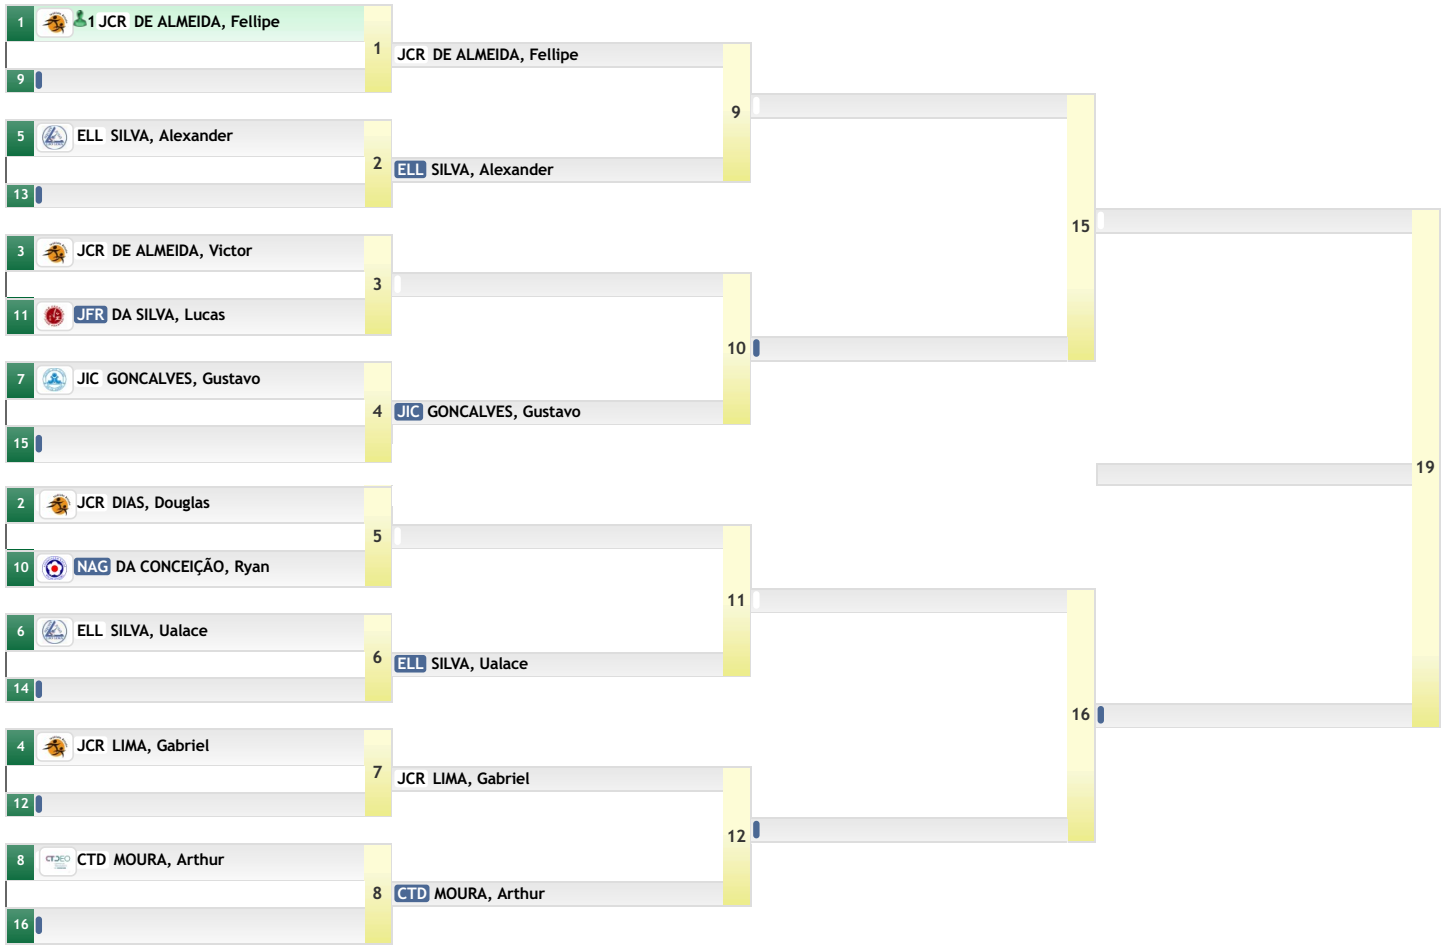 1 1 JCR DE ALMEIDA, Fellipe
1
JCR DE ALMEIDA, Fellipe
9
9
5 ELL SILVA, Alexander
2
ELL SILVA, Alexander
13
15
3 JCR DE ALMEIDA, Victor
3
11 JFR DA SILVA, Lucas
10
7 JIC GONCALVES, Gustavo
4
JIC GONCALVES, Gustavo
15
19
2 JCR DIAS, Douglas
5
10 NAG DA CONCEIÇÃO, Ryan
11
6 ELL SILVA, Ualace
6
ELL SILVA, Ualace
14
16
4 JCR LIMA, Gabriel
7
JCR LIMA, Gabriel
12
12
8 CTD MOURA, Arthur
8
CTD MOURA, Arthur
16